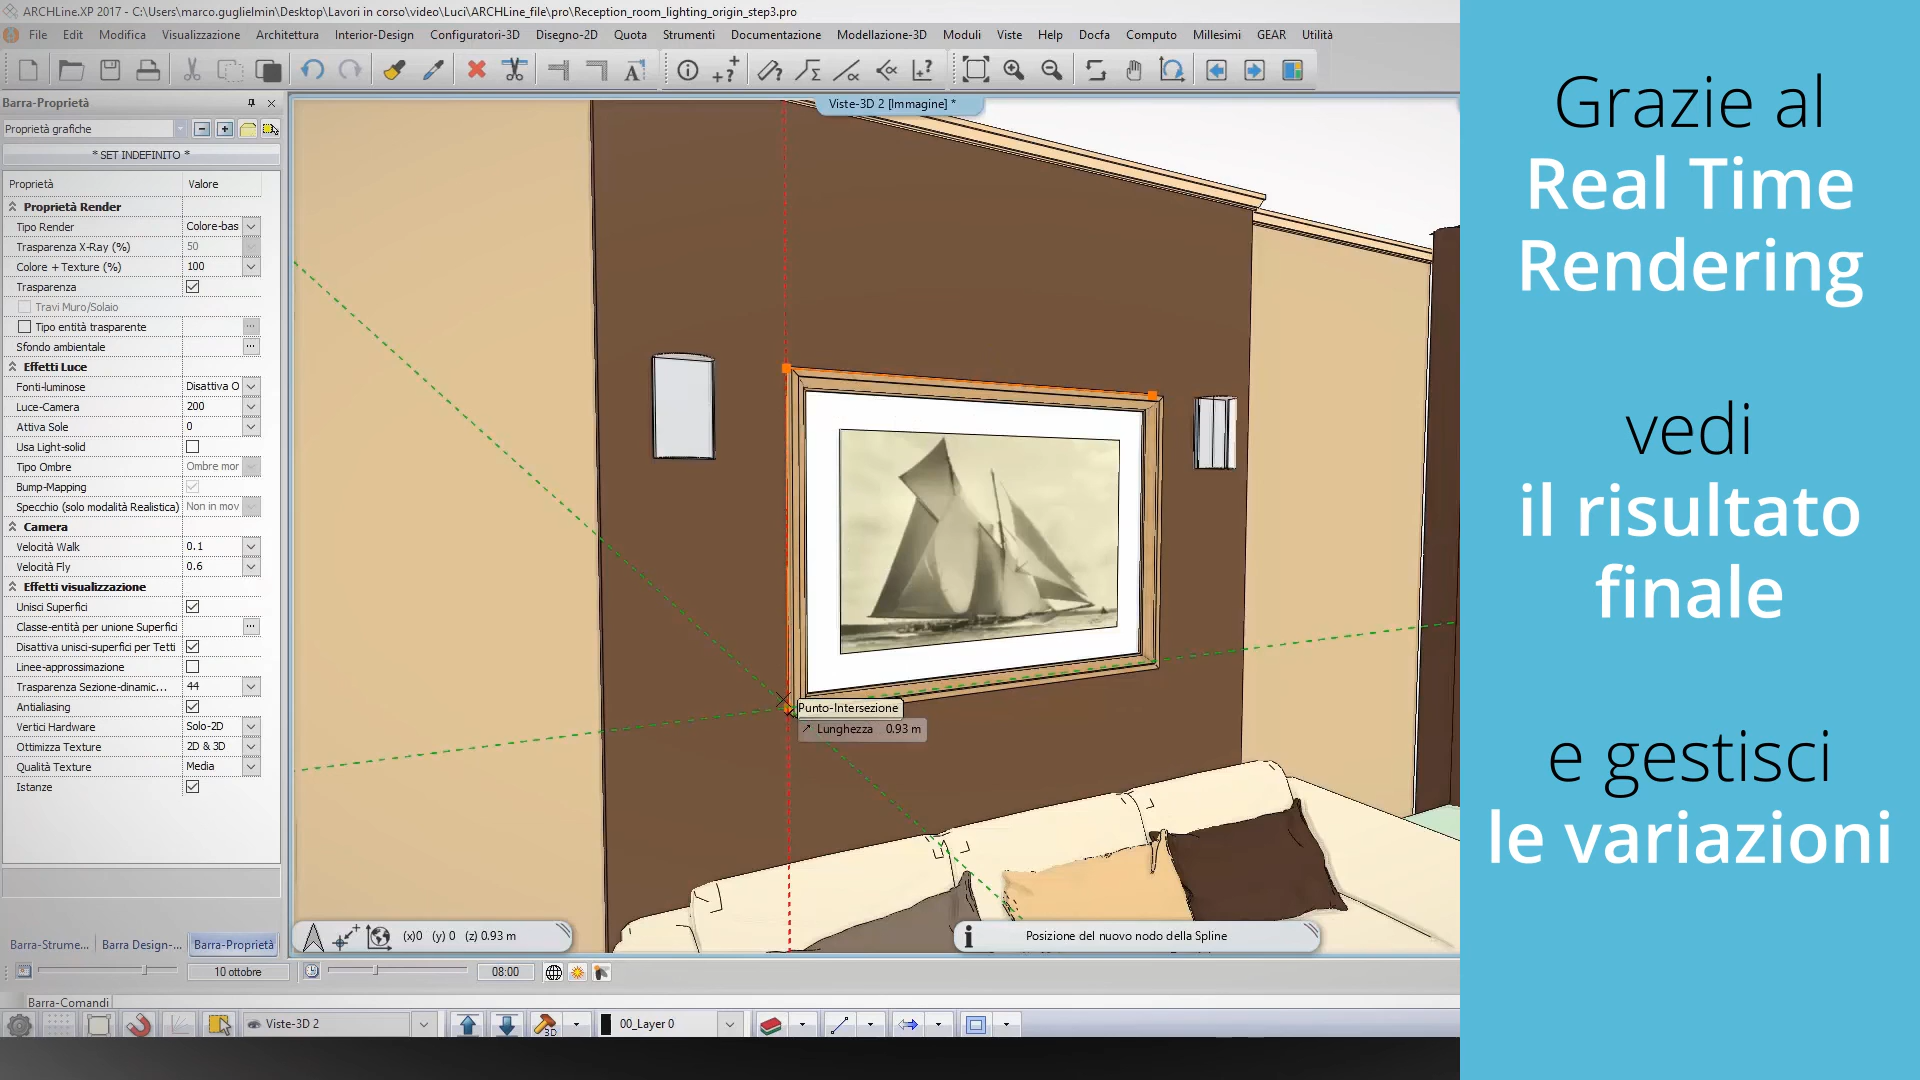 ARCHLine.XP 2017 - C:\Users\marco.guglielmin\Desktop\Lavori in corso\video\Luci\ARCHLine_file\pro\Reception_room_lighting_origin_step3.pro
File Edit Modifica Visualizzazione Architettura Interior-Design Configuratori-3D Disegno-2D Quota Strumenti Documentazione Modellazione-3D Moduli Viste Help Docfa Computo Millesimi GEAR Utilità
Barra-Proprietà
Viste-3D 2 [Immagine] *
Proprietà grafiche
* SET INDEFINITO *
Proprietà Valore
Proprietà Render
Tipo Render Colore-bas
Trasparenza X-Ray (%) 50
Colore + Texture (%) 100
Trasparenza
Travi Muro/Solaio
Tipo entità trasparente
Sfondo ambientale
Effetti Luce
Fonti-luminose Disattiva O
Luce-Camera 200
Attiva Sole 0
Usa Light-solid
Tipo Ombre Ombre mor
Bump-Mapping
Specchio (solo modalità Realistica) Non in mov
Camera
Velocità Walk 0.1
Velocità Fly 0.6
Effetti visualizzazione
Unisci Superfici
Classe-entità per unione Superfici
Disattiva unisci-superfici per Tetti
Linee-approssimazione
Trasparenza Sezione-dinamic... 44
Antialiasing
Vertici Hardware Solo-2D
Ottimizza Texture 2D & 3D
Qualità Texture Media
Istanze
Punto-Intersezione
Lunghezza 0.93 m
Barra-Strume... Barra Design-... Barra-Proprietà
(x)0 (y) 0 (z) 0.93 m
Posizione del nuovo nodo della Spline
10 ottobre 08:00
Barra-Comandi
Viste-3D 2
3D
00_Layer 0
Grazie al
Real Time
Rendering
vedi
il risultato
finale
e gestisci
le variazioni